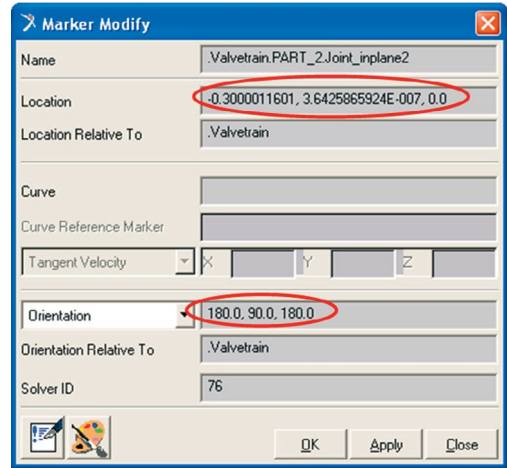 Marker Modify
Name .Valvetrain.PART_2.Joint_inplane2
Location -0.3000011601, 3.6425865924E-007, 0.0
Location Relative To .Valvetrain
Curve
Curve Reference Marker
Tangent Velocity X Y Z
Orientation 180.0, 90.0, 180.0
Orientation Relative To .Valvetrain
Solver ID 76
OK Apply Close